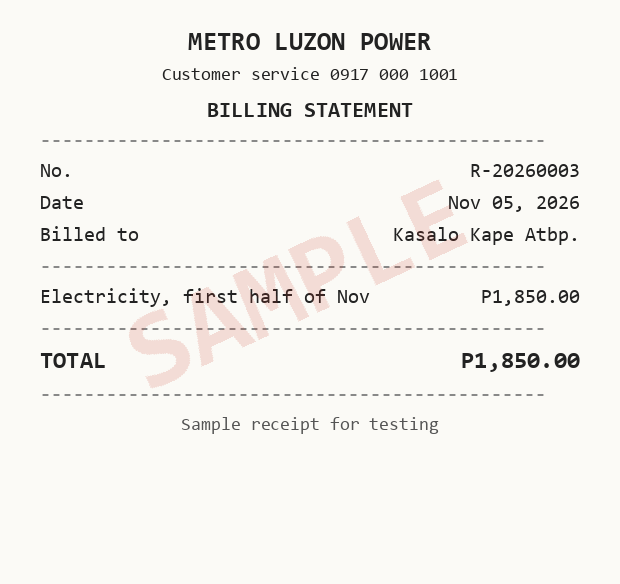 METRO LUZON POWER
Customer service 0917 000 1001
BILLING STATEMENT
No. R-20260003
Date Nov 05, 2026
Billed to Kasalo Kape Atbp.
Electricity, first half of Nov P1,850.00
TOTAL P1,850.00
Sample receipt for testing
SAMPLE